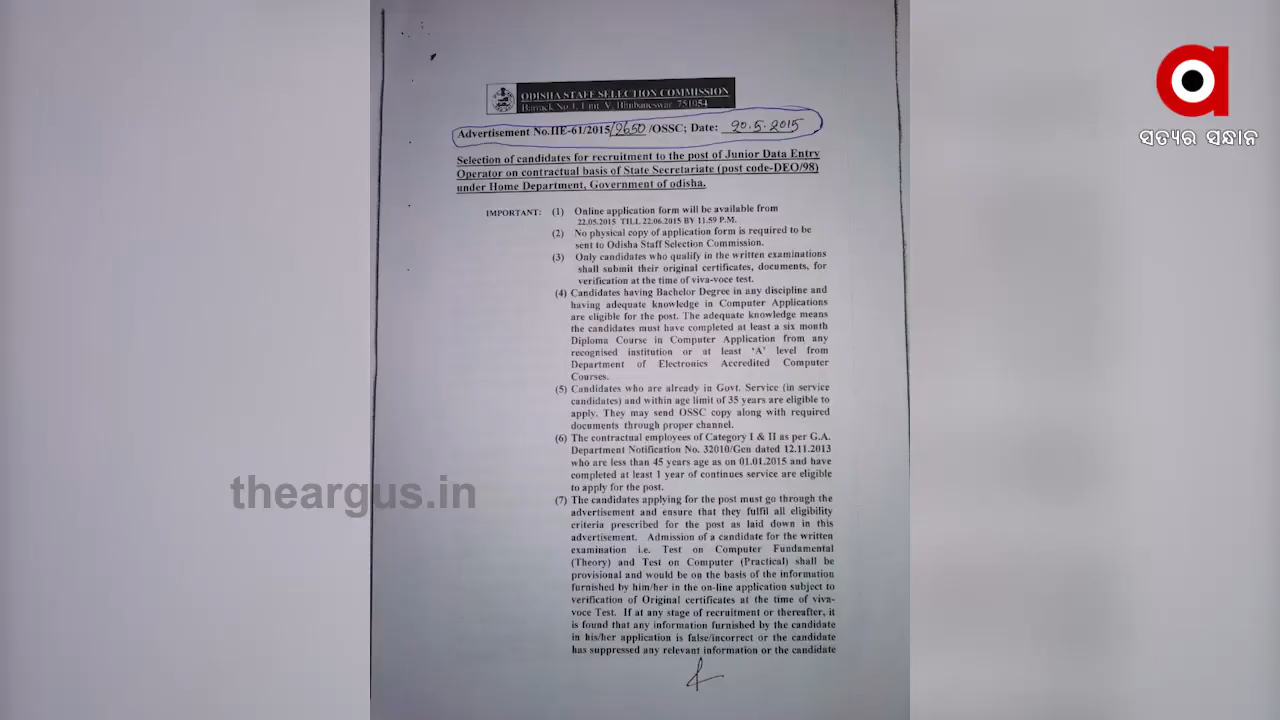 ସତ୍ୟର ସନ୍ଧାନ
ODISHA STAFF SELECTION COMMISSION
Barrack No.1, Unit-V, Bhubaneswar-751054
Advertisement No.IIE-61/2015/2650 /OSSC; Date: 20.5.2015
Selection of candidates for recruitment to the post of Junior Data Entry
Operator on contractual basis of State Secretariate (post code-DEO/98)
under Home Department, Government of odisha.
IMPORTANT: (1) Online application form will be available from
22.05.2015 TILL 22.06.2015 BY 11.59 P.M.
(2) No physical copy of application form is required to be
sent to Odisha Staff Selection Commission.
(3) Only candidates who qualify in the written examinations
shall submit their original certificates, documents, for
verification at the time of viva-voce test.
(4) Candidates having Bachelor Degree in any discipline and
having adequate knowledge in Computer Applications
are eligible for the post. The adequate knowledge means
the candidates must have completed at least a six month
Diploma Course in Computer Application from any
recognised institution or at least 'A' level from
Department of Electronics Accredited Computer
Courses.
(5) Candidates who are already in Govt. Service (in service
candidates) and within age limit of 35 years are eligible to
apply. They may send OSSC copy along with required
documents through proper channel.
(6) The contractual employees of Category I & II as per G.A.
Department Notification No. 32010/Gen dated 12.11.2013
who are less than 45 years age as on 01.01.2015 and have
completed at least 1 year of continues service are eligible
to apply for the post.
(7) The candidates applying for the post must go through the
advertisement and ensure that they fulfil all eligibility
criteria prescribed for the post as laid down in this
advertisement. Admission of a candidate for the written
examination i.e. Test on Computer Fundamental
(Theory) and Test on Computer (Practical) shall be
provisional and would be on the basis of the information
furnished by him/her in the on-line application subject to
verification of Original certificates at the time of viva-
voce Test. If at any stage of recruitment or thereafter, it
is found that any information furnished by the candidate
in his/her application is false/incorrect or the candidate
has suppressed any relevant information or the candidate
theargus.in